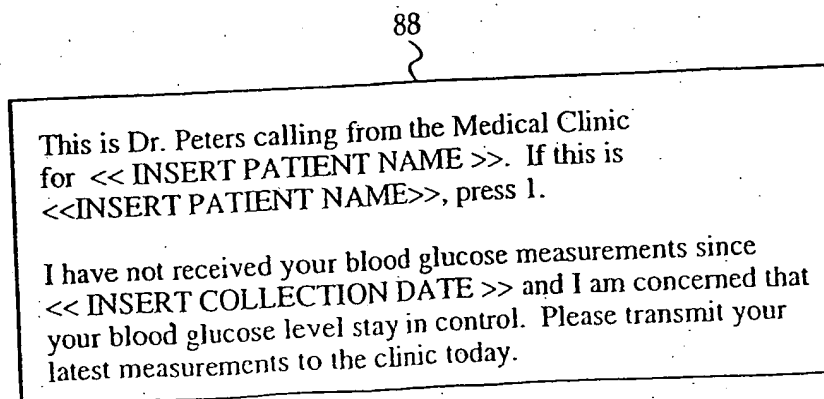 88
This is Dr. Peters calling from the Medical Clinic
for << INSERT PATIENT NAME >>. If this is
<<INSERT PATIENT NAME>>, press 1.
I have not received your blood glucose measurements since
<< INSERT COLLECTION DATE >> and I am concerned that
your blood glucose level stay in control. Please transmit your
latest measurements to the clinic today.